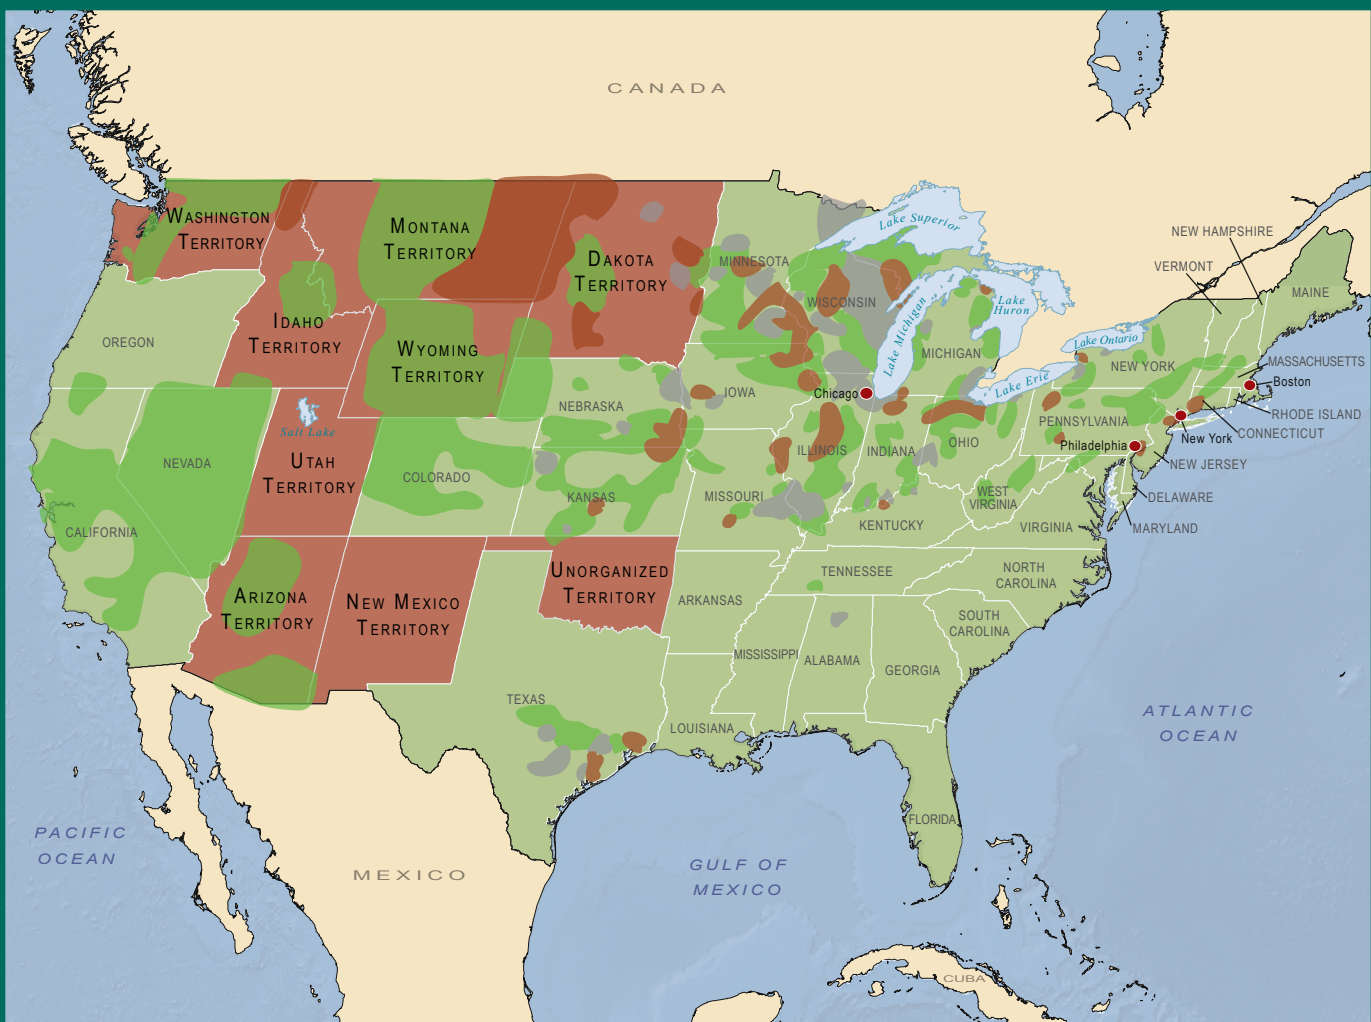 CANADA
WASHINGTON
TERRITORY
MONTANA
TERRITORY
DAKOTA
TERRITORY
MINNESOTA
Lake Superior
NEW HAMPSHIRE
VERMONT
MAINE
OREGON
IDAHO
TERRITORY
WYOMING
TERRITORY
WISCONSIN
Lake Michigan
Lake
Huron
MICHIGAN
Lake Ontario
Lake Erie
NEW YORK
MASSACHUSETTS
Boston
RHODE ISLAND
CONNECTICUT
NEBRASKA
IOWA
Chicago
PENNSYLVANIA
New York
Philadelphia
NEW JERSEY
Salt Lake
NEVADA
UTAH
TERRITORY
COLORADO
KANSAS
MISSOURI
ILLINOIS
INDIANA
OHIO
WEST
VIRGINIA
DELAWARE
MARYLAND
CALIFORNIA
KENTUCKY
VIRGINIA
ARIZONA
TERRITORY
NEW MEXICO
TERRITORY
UNORGANIZED
TERRITORY
ARKANSAS
TENNESSEE
NORTH
CAROLINA
SOUTH
CAROLINA
MISSISSIPPI
ALABAMA
GEORGIA
TEXAS
LOUISIANA
FLORIDA
ATLANTIC
OCEAN
PACIFIC
OCEAN
MEXICO
GULF OF
MEXICO
CUBA